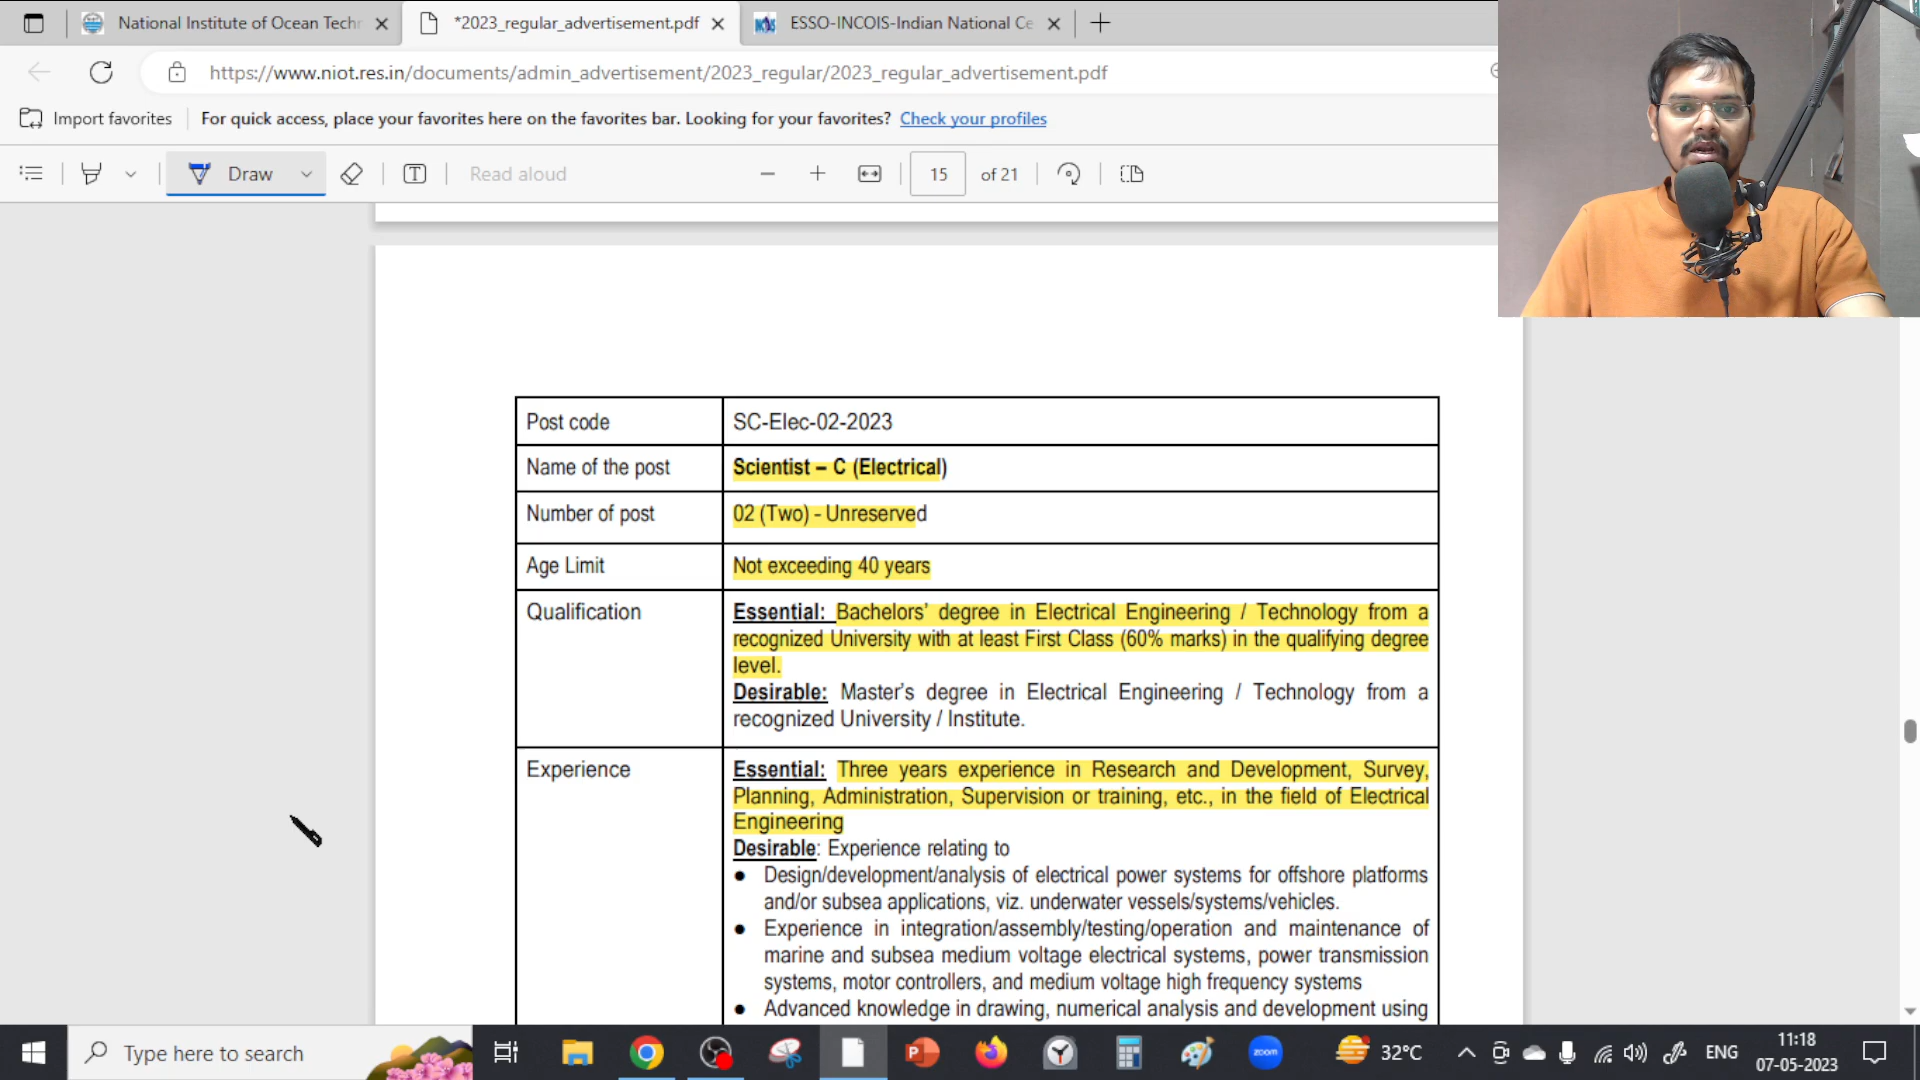 National Institute of Ocean Techn
*2023_regular_advertisement.pdf
ESSO-INCOIS-Indian National Ce
https://www.niot.res.in/documents/admin_advertisement/2023_regular/2023_regular_advertisement.pdf
Import favorites
For quick access, place your favorites here on the favorites bar. Looking for your favorites? Check your profiles
Draw
Read aloud
15 of 21
Post code
SC-Elec-02-2023
Name of the post
Scientist – C (Electrical)
Number of post
02 (Two) - Unreserved
Age Limit
Not exceeding 40 years
Qualification
Essential: Bachelors’ degree in Electrical Engineering / Technology from a
recognized University with at least First Class (60% marks) in the qualifying degree
level.
Desirable: Master’s degree in Electrical Engineering / Technology from a
recognized University / Institute.
Experience
Essential: Three years experience in Research and Development, Survey,
Planning, Administration, Supervision or training, etc., in the field of Electrical
Engineering
Desirable: Experience relating to
● Design/development/analysis of electrical power systems for offshore platforms
and/or subsea applications, viz. underwater vessels/systems/vehicles.
● Experience in integration/assembly/testing/operation and maintenance of
marine and subsea medium voltage electrical systems, power transmission
systems, motor controllers, and medium voltage high frequency systems
● Advanced knowledge in drawing, numerical analysis and development using
Type here to search
zoom
32°C
ENG
11:18
07-05-2023